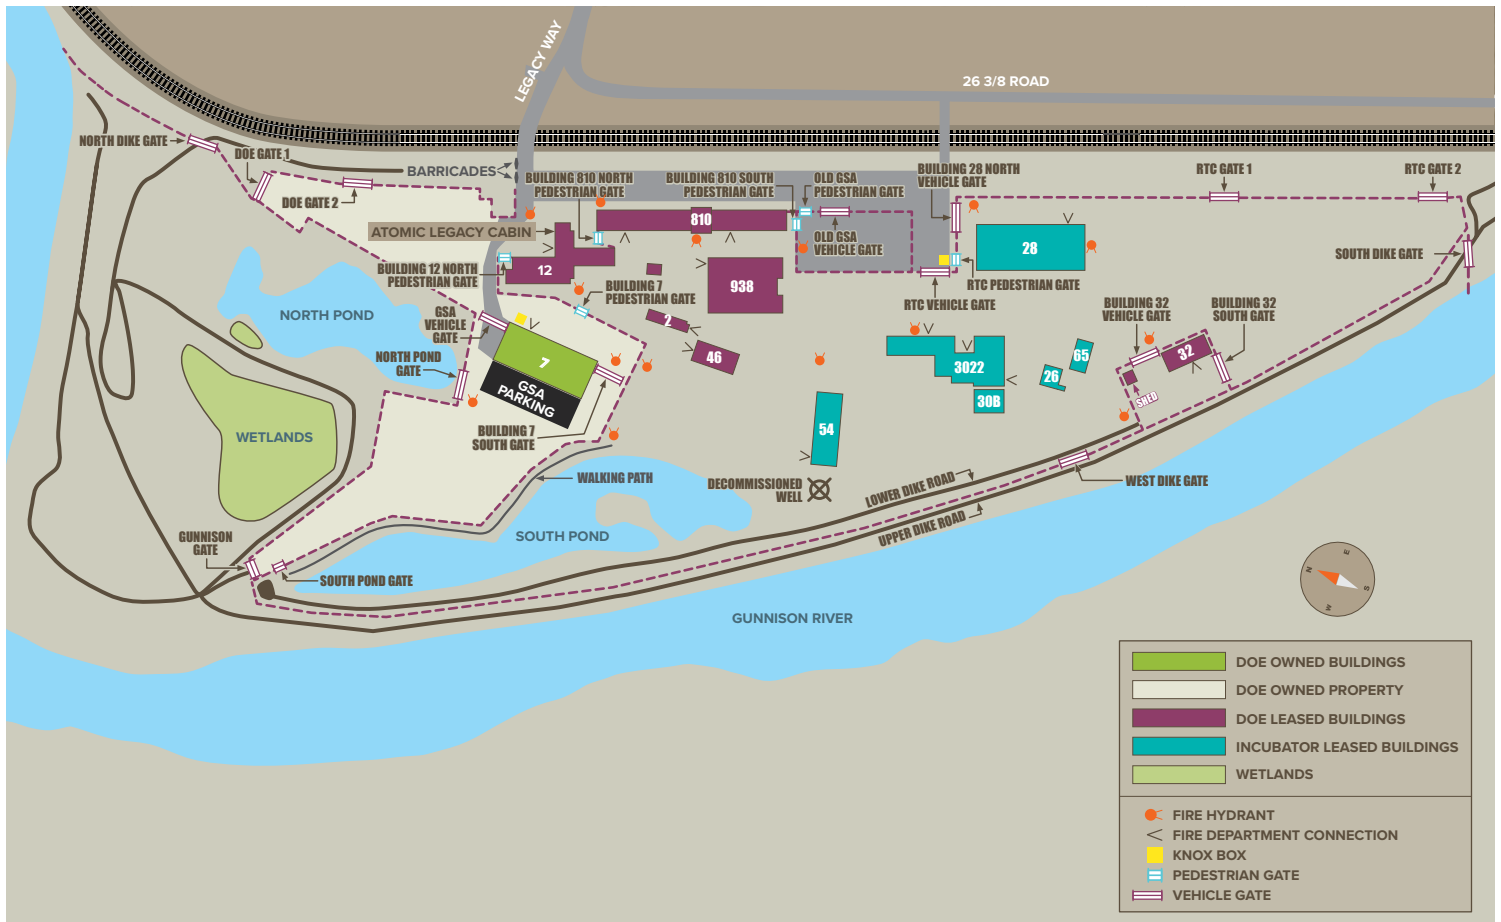 LEGACY WAY
26 3/8 ROAD
NORTH DIKE GATE
DOE GATE 1
BARRICADES
DOE GATE 2
BUILDING 810 NORTH
PEDESTRIAN GATE
BUILDING 810 SOUTH
PEDESTRIAN GATE
OLD GSA
PEDESTRIAN GATE
BUILDING 28 NORTH
VEHICLE GATE
RTC GATE 1
RTC GATE 2
ATOMIC LEGACY CABIN
810
OLD GSA
VEHICLE GATE
28
SOUTH DIKE GATE
BUILDING 12 NORTH
PEDESTRIAN GATE
12
BUILDING 7
PEDESTRIAN GATE
938
RTC PEDESTRIAN GATE
RTC VEHICLE GATE
BUILDING 32
VEHICLE GATE
BUILDING 32
SOUTH GATE
NORTH POND
GSA
VEHICLE
GATE
2
46
NORTH POND
GATE
7
GSA
PARKING
3022
30B
26
65
32
SHED
WETLANDS
BUILDING 7
SOUTH GATE
54
WALKING PATH
DECOMMISSIONED
WELL
LOWER DIKE ROAD
UPPER DIKE ROAD
WEST DIKE GATE
GUNNISON
GATE
SOUTH POND
SOUTH POND GATE
GUNNISON RIVER
N
E
S
W
DOE OWNED BUILDINGS
DOE OWNED PROPERTY
DOE LEASED BUILDINGS
INCUBATOR LEASED BUILDINGS
WETLANDS
FIRE HYDRANT
FIRE DEPARTMENT CONNECTION
KNOX BOX
PEDESTRIAN GATE
VEHICLE GATE